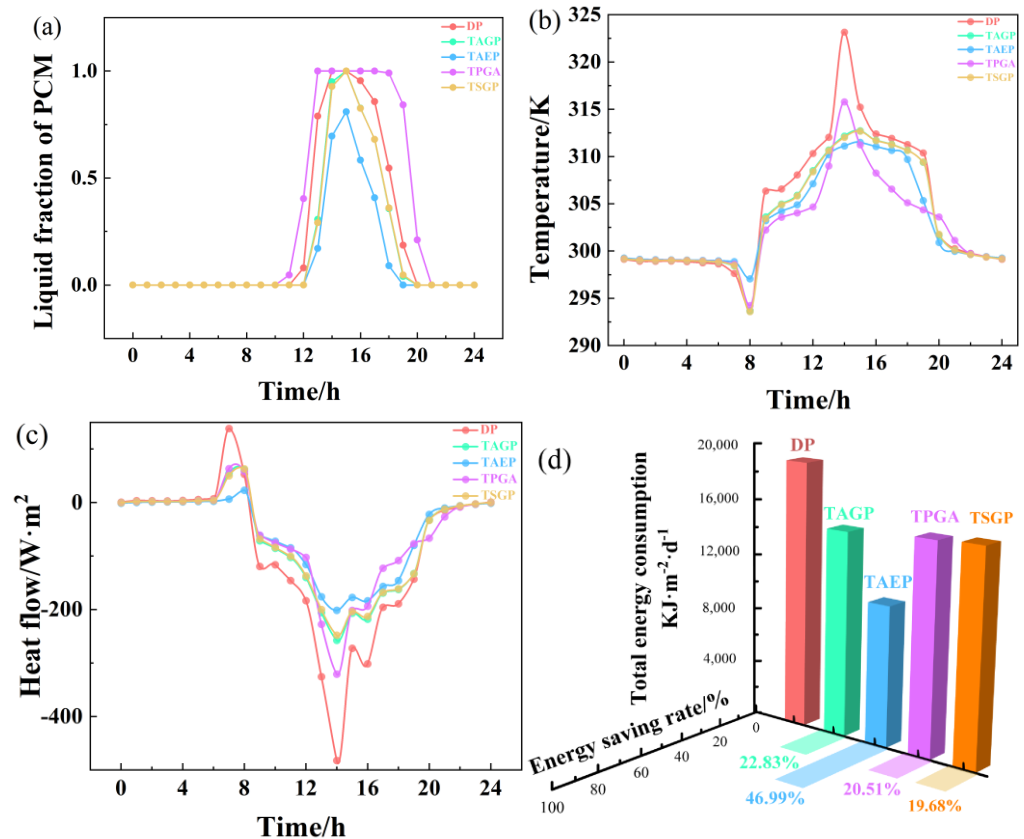 (a)
DP
TAGP
TAEP
TPGA
TSGP
Liquid fraction of PCM
1.0
0.5
0.0
0 4 8 12 16 20 24
Time/h
(b)
DP
TAGP
TAEP
TPGA
TSGP
Temperature/K
325
320
315
310
305
300
295
290
0 4 8 12 16 20 24
Time/h
(c)
DP
TAGP
TAEP
TPGA
TSGP
Heat flow/W·m²
0
-200
-400
0 4 8 12 16 20 24
Time/h
(d)
Total energy consumption
KJ·m⁻²·d⁻¹
20,000
16,000
12,000
8,000
4,000
0
DP
TAGP
TAEP
TPGA
TSGP
Energy saving rate/%
20
40
60
80
100
22.83%
46.99%
20.51%
19.68%